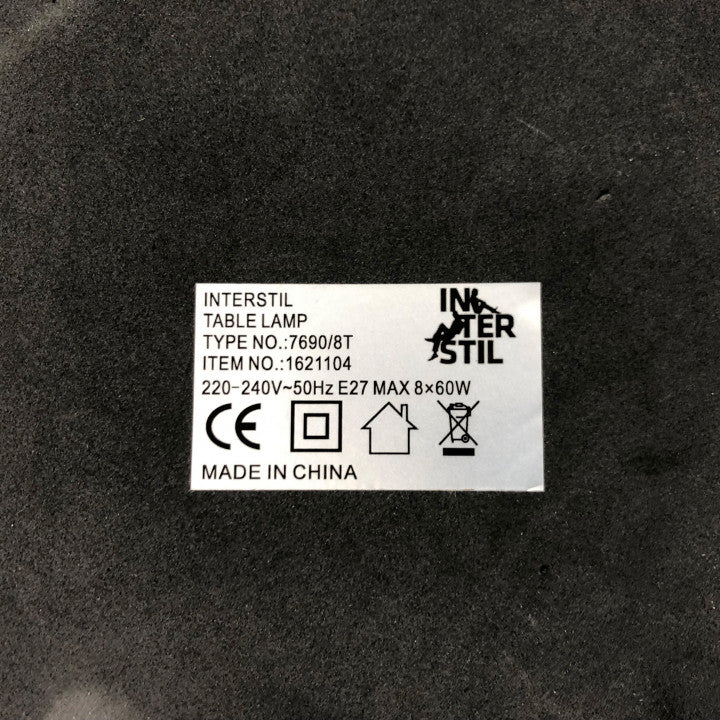 INTERSTIL
TABLE LAMP
TYPE NO.:7690/8T
ITEM NO.:1621104
220-240V~50Hz E27 MAX 8×60W
CE
MADE IN CHINA
IN
TER
STIL